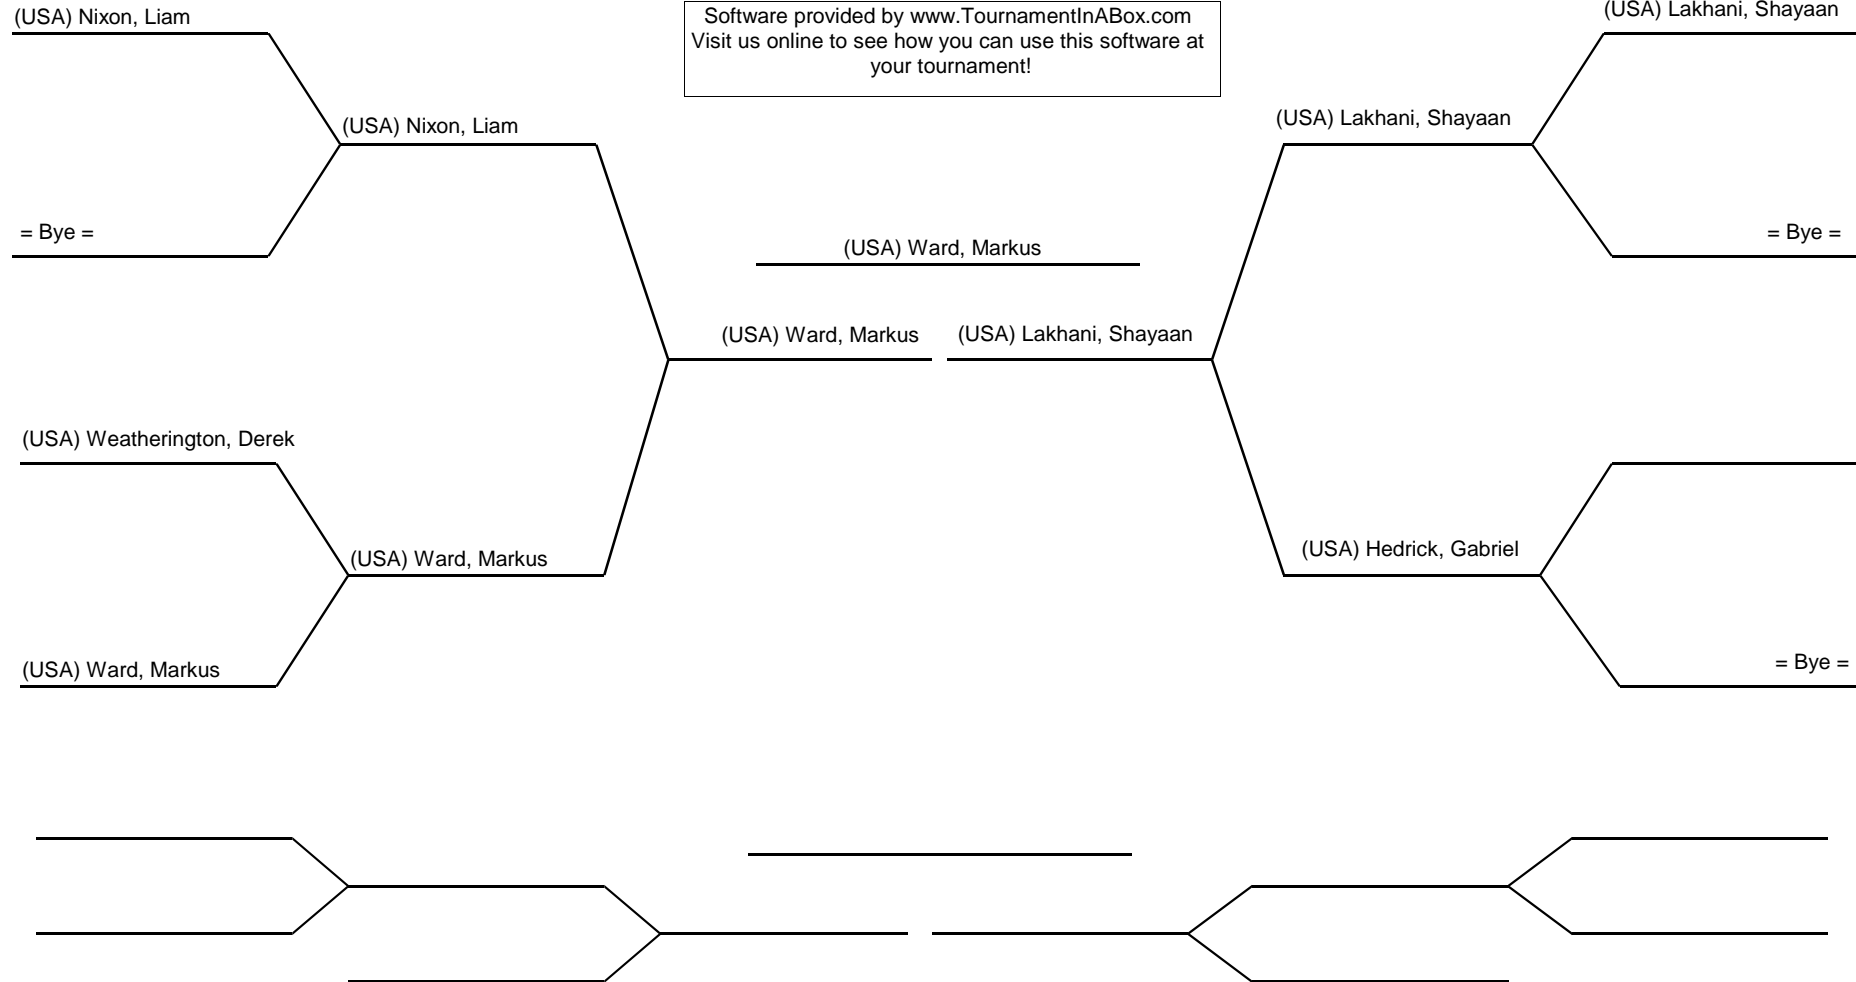 (USA) Nixon, Liam
Software provided by www.TournamentInABox.com
Visit us online to see how you can use this software at
your tournament!
(USA) Lakhani, Shayaan
(USA) Nixon, Liam
(USA) Lakhani, Shayaan
= Bye =
= Bye =
(USA) Ward, Markus
(USA) Ward, Markus
(USA) Lakhani, Shayaan
(USA) Weatherington, Derek
(USA) Ward, Markus
(USA) Hedrick, Gabriel
(USA) Ward, Markus
= Bye =